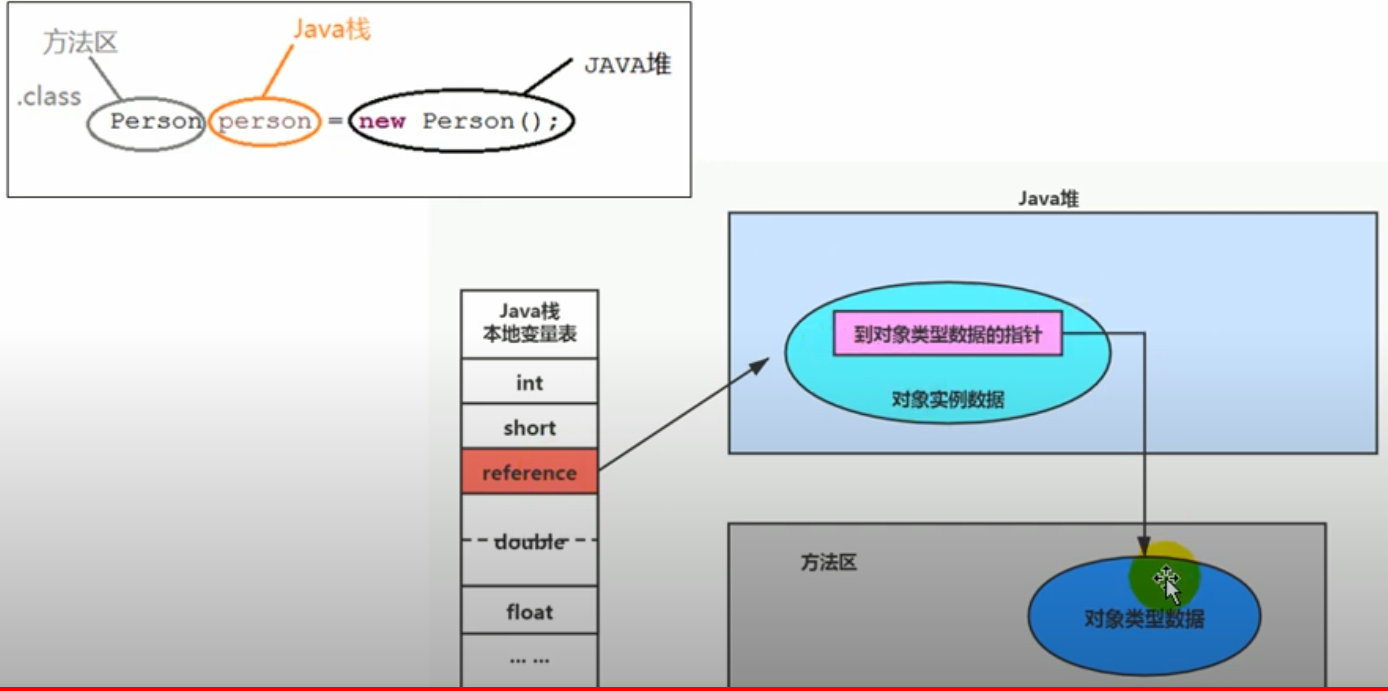 方法区
Java栈
JAVA堆
.class
Person person = new Person();
Java堆
Java栈
本地变量表
int
short
reference
double
float
... ...
到对象类型数据的指针
对象实例数据
方法区
对象类型数据